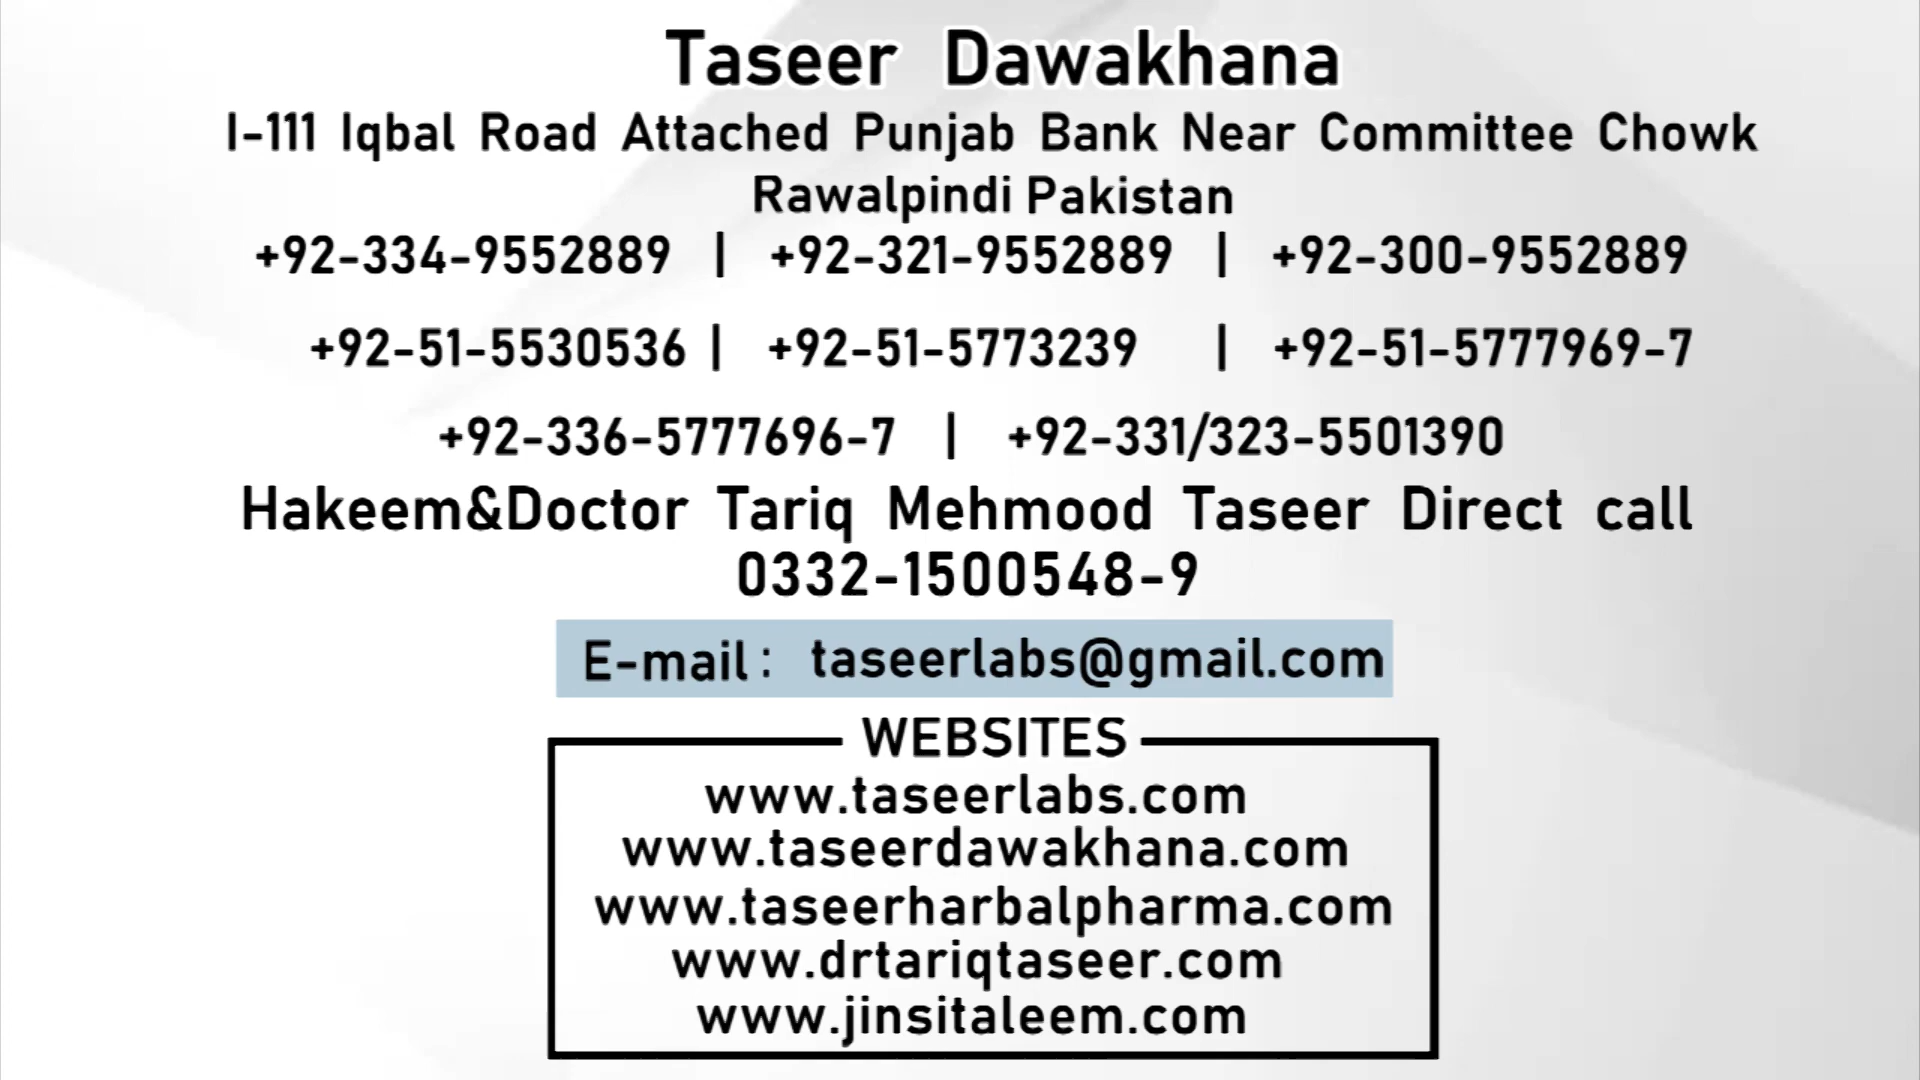 Taseer Dawakhana
I-111 Iqbal Road Attached Punjab Bank Near Committee Chowk
Rawalpindi Pakistan
+92-334-9552889 | +92-321-9552889 | +92-300-9552889
+92-51-5530536 | +92-51-5773239 | +92-51-5777969-7
+92-336-5777696-7 | +92-331/323-5501390
Hakeem&Doctor Tariq Mehmood Taseer Direct call
0332-1500548-9
E-mail : taseerlabs@gmail.com
WEBSITES
www.taseerlabs.com
www.taseerdawakhana.com
www.taseerharbalpharma.com
www.drtariqtaseer.com
www.jinsitaleem.com